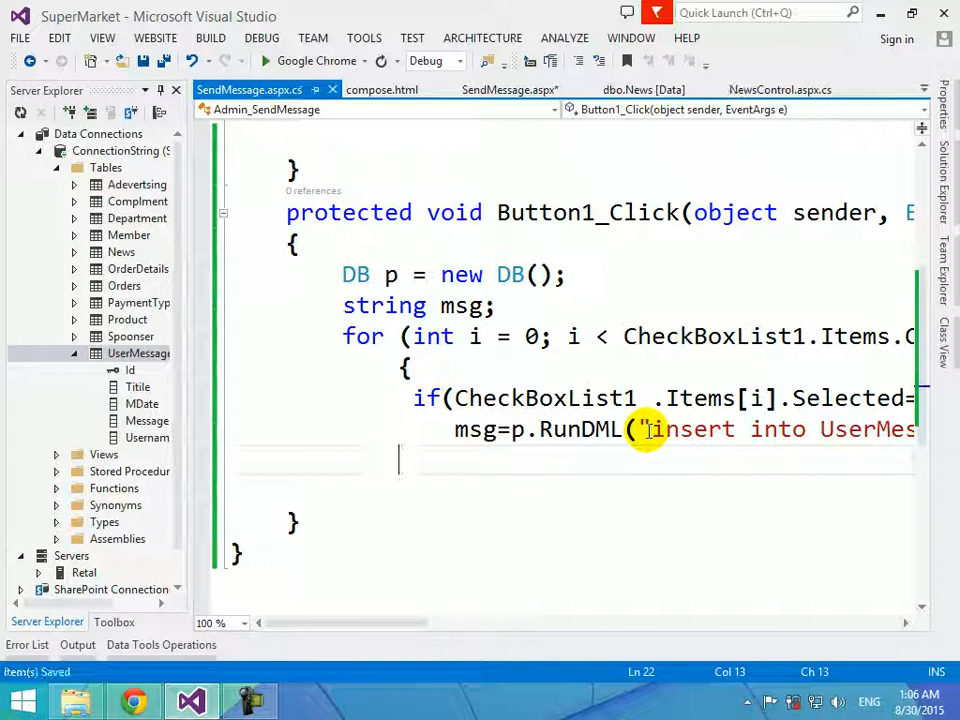 SuperMarket - Microsoft Visual Studio
Quick Launch (Ctrl+Q)
FILE EDIT VIEW WEBSITE BUILD DEBUG TEAM TOOLS TEST ARCHITECTURE ANALYZE WINDOW HELP
Sign in
Google Chrome Debug
Server Explorer
Data Connections
ConnectionString (S
Tables
Adevertsing
Complment
Department
Member
News
OrderDetails
Orders
PaymentTyp
Product
Spoonser
UserMessage
Id
Titile
MDate
Message
Usernam
Views
Stored Procedur
Functions
Synonyms
Types
Assemblies
Servers
Retal
SharePoint Connection
Server Explorer Toolbox
SendMessage.aspx.cs compose.html SendMessage.aspx* dbo.News [Data] NewsControl.aspx.cs
Admin_SendMessage Button1_Click(object sender, EventArgs e)
}
0 references
protected void Button1_Click(object sender, E
{
DB p = new DB();
string msg;
for (int i = 0; i < CheckBoxList1.Items.C
{
if(CheckBoxList1 .Items[i].Selected=
msg=p.RunDML("insert into UserMes
}
}
100 %
Properties
Solution Explorer
Team Explorer
Class View
Error List Output Data Tools Operations
Item(s) Saved Ln 22 Col 13 Ch 13 INS
ENG
1:06 AM
8/30/2015